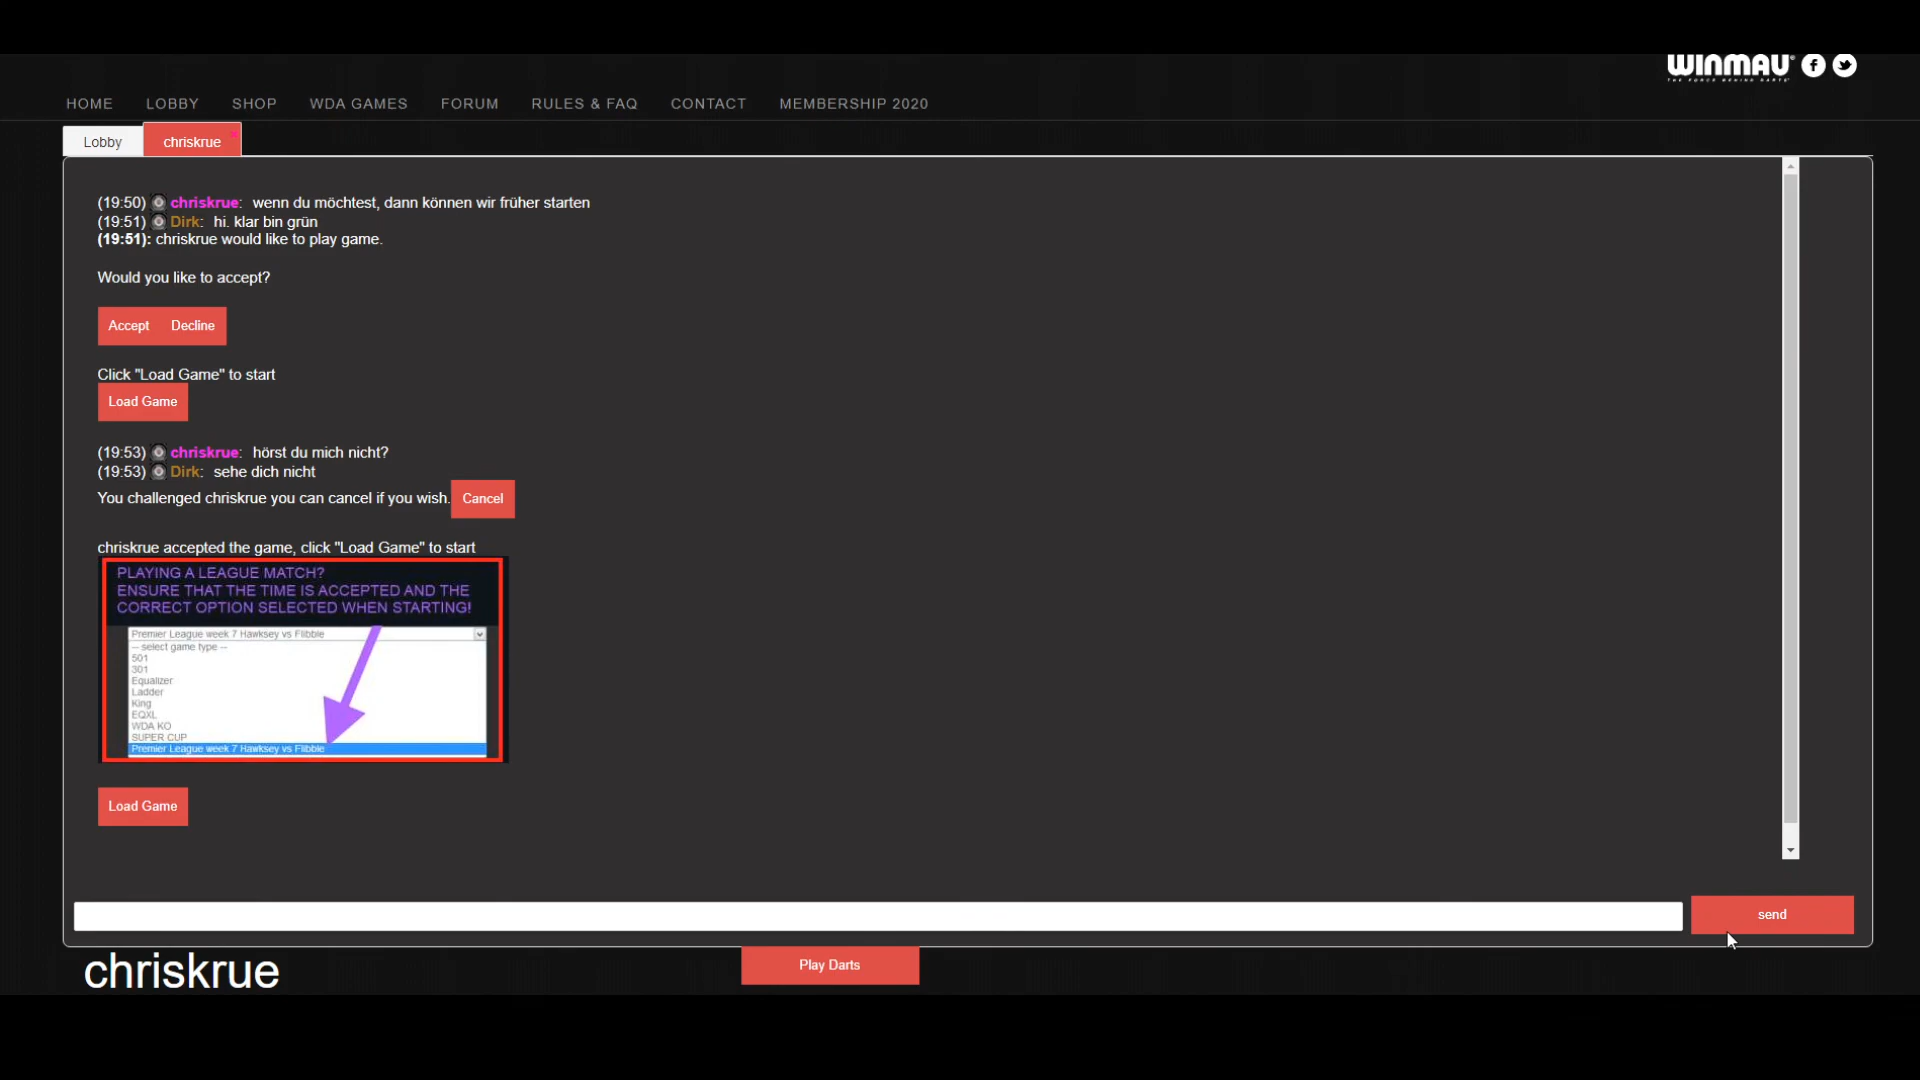 WINMAU
THE FORCE BEHIND DARTS
HOME LOBBY SHOP WDA GAMES FORUM RULES & FAQ CONTACT MEMBERSHIP 2020
Lobby chriskrue
(19:50) chriskrue: wenn du möchtest, dann können wir früher starten
(19:51) Dirk: hi. klar bin grün
(19:51): chriskrue would like to play game.
Would you like to accept?
Accept Decline
Click "Load Game" to start
Load Game
(19:53) chriskrue: hörst du mich nicht?
(19:53) Dirk: sehe dich nicht
You challenged chriskrue you can cancel if you wish. Cancel
chriskrue accepted the game, click "Load Game" to start
PLAYING A LEAGUE MATCH?
ENSURE THAT THE TIME IS ACCEPTED AND THE
CORRECT OPTION SELECTED WHEN STARTING!
Premier League week 7 Hawksey vs Flibble
-- select game type --
501
301
Equalizer
Ladder
King
EQXL
WDA KO
SUPER CUP
Premier League week 7 Hawksey vs Flibble
Load Game
send
chriskrue
Play Darts